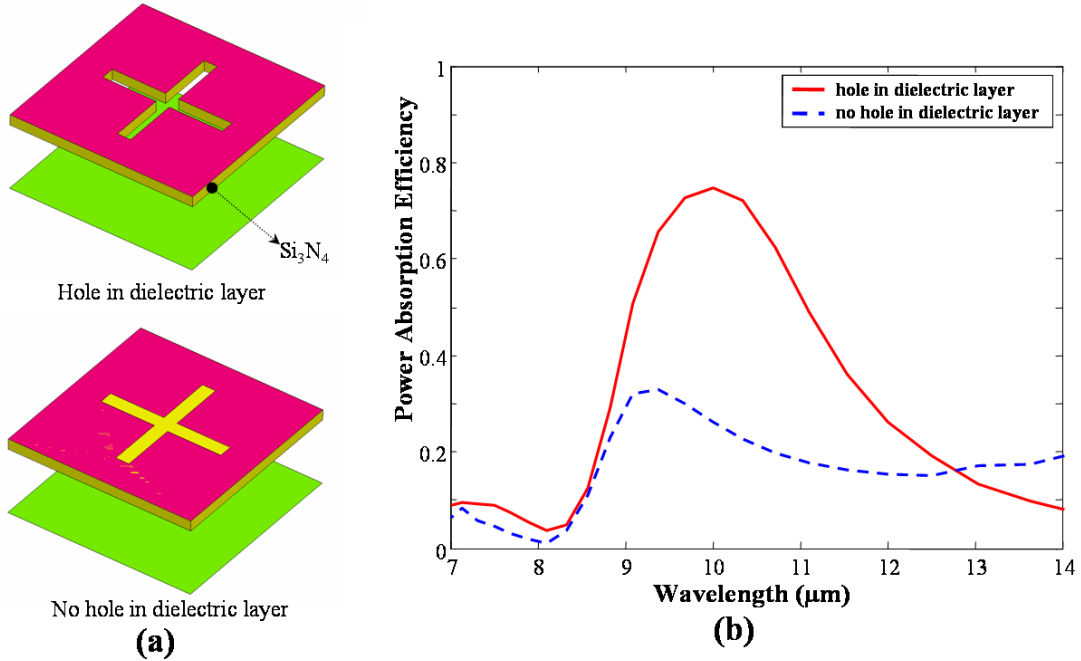 Si₃N₄
Hole in dielectric layer
No hole in dielectric layer
(a)
Power Absorption Efficiency
1
0.8
0.6
0.4
0.2
0
hole in dielectric layer
no hole in dielectric layer
7 8 9 10 11 12 13 14
Wavelength (μm)
(b)